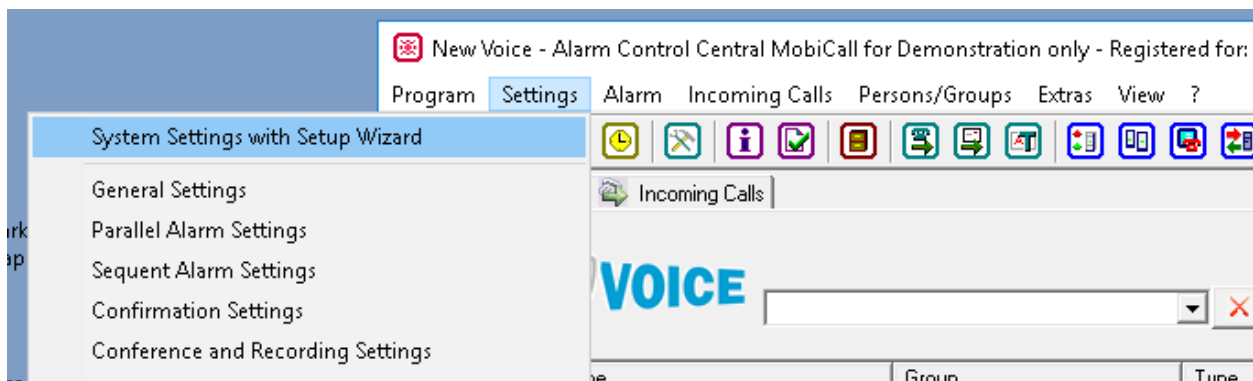 New Voice - Alarm Control Central MobiCall for Demonstration only - Registered for:
Program Settings Alarm Incoming Calls Persons/Groups Extras View ?
System Settings with Setup Wizard
General Settings
Incoming Calls
Parallel Alarm Settings
Sequent Alarm Settings
VOICE
Confirmation Settings
Conference and Recording Settings
Group Type